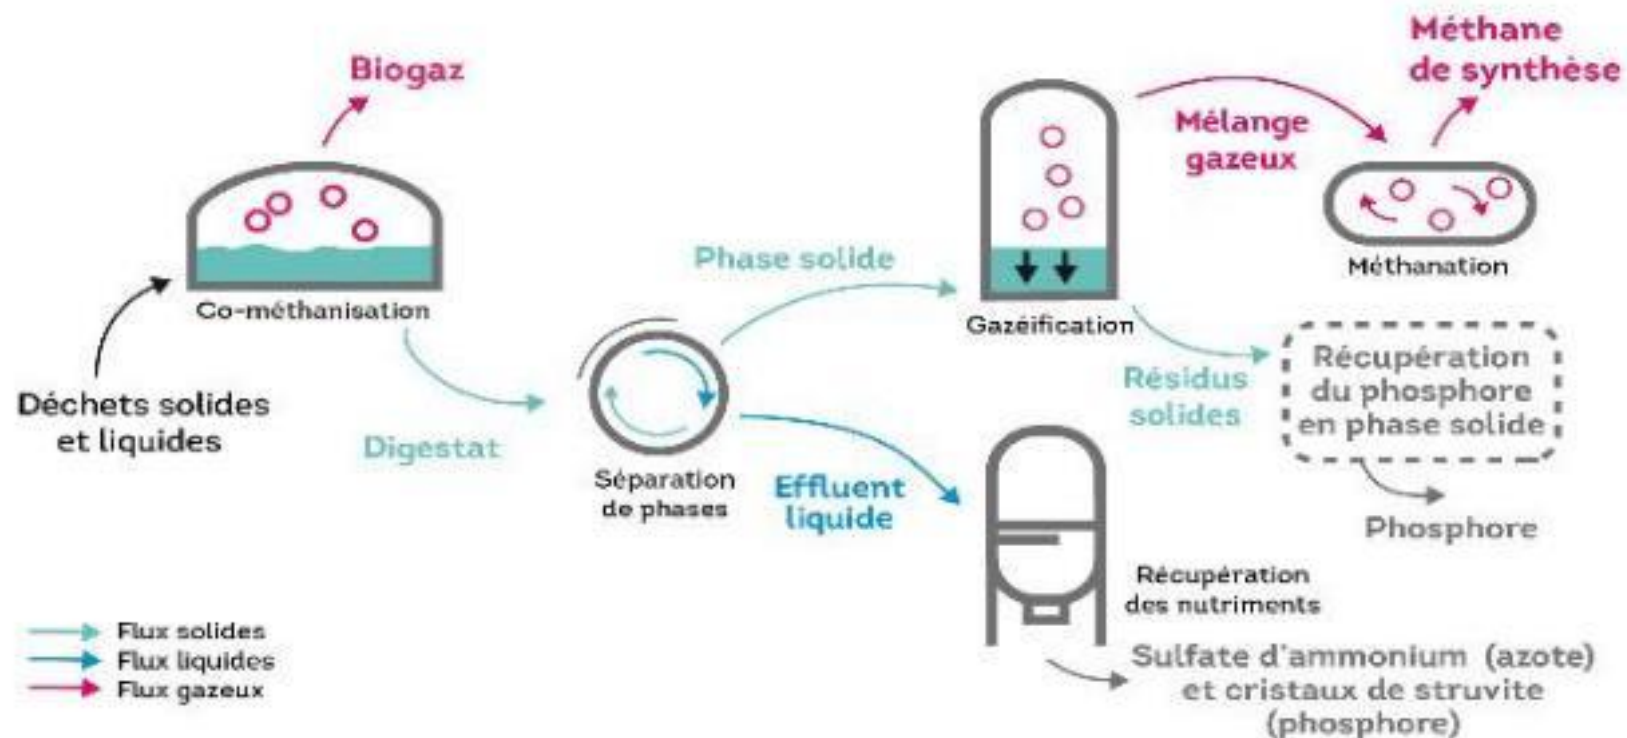 Biogaz
Co-méthanisation
Déchets solides
et liquides
Digestat
Séparation
de phases
Phase solide
Effluent
liquide
Gazéification
Mélange
gazeux
Méthane
de synthèse
Méthanation
Résidus
solides
Récupération
du phosphore
en phase solide
Phosphore
Récupération
des nutriments
Sulfate d'ammonium (azote)
et cristaux de struvite
(phosphore)
Flux solides
Flux liquides
Flux gazeux